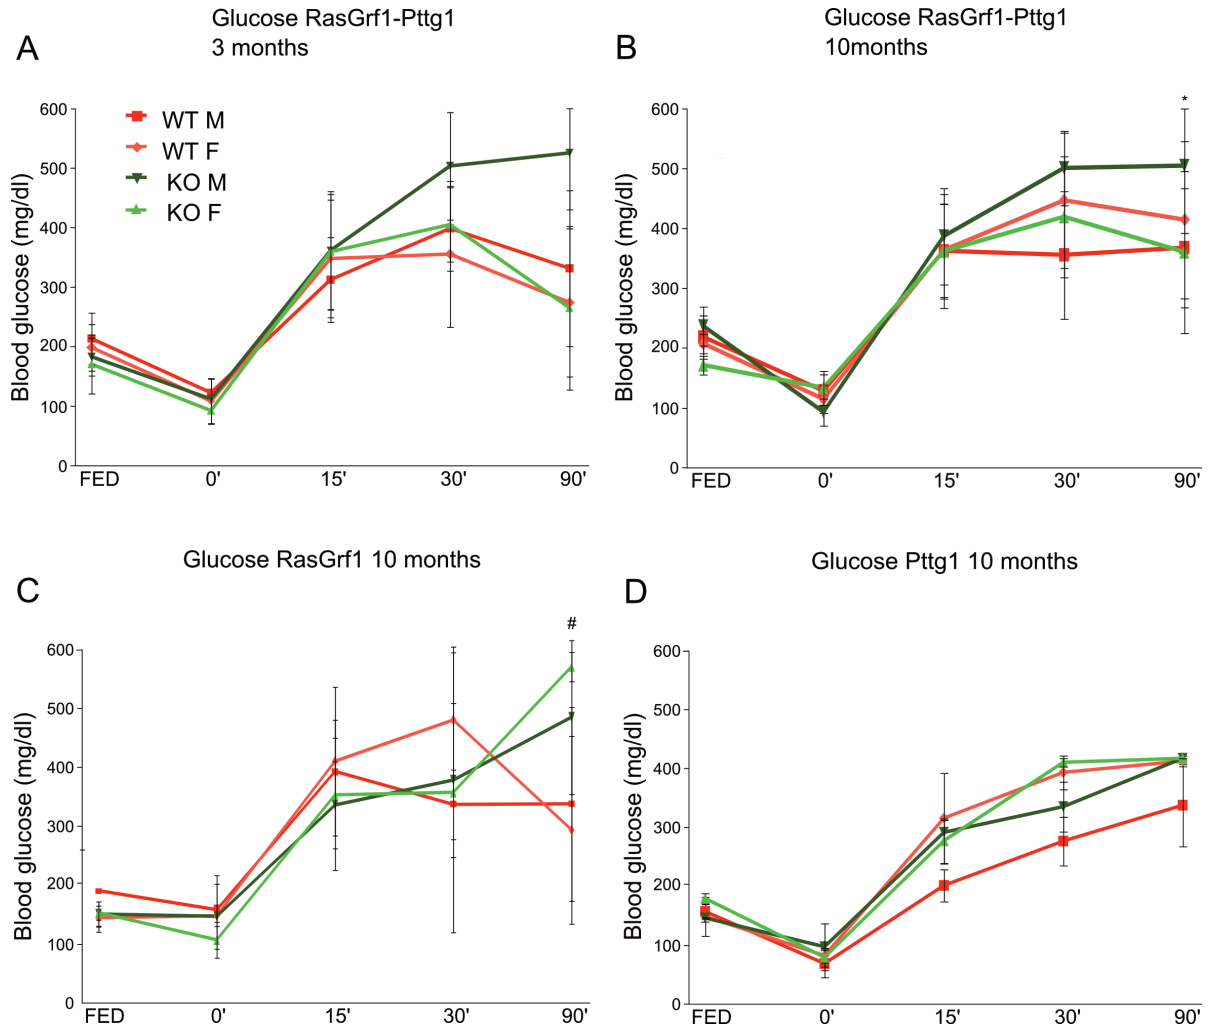 Glucose RasGrf1-Pttg1
3 months
A
Blood glucose (mg/dl)
600
500
400
300
200
100
0
WT M
WT F
KO M
KO F
FED 0' 15' 30' 90'
Glucose RasGrf1-Pttg1
10months
B
Blood glucose (mg/dl)
*
600
500
400
300
200
100
0
FED 0' 15' 30' 90'
Glucose RasGrf1 10 months
C
Blood glucose (mg/dl)
#
600
500
400
300
200
100
0
FED 0' 15' 30' 90'
Glucose Pttg1 10 months
D
Blood glucose (mg/dl)
600
500
400
300
200
100
0
FED 0' 15' 30' 90'